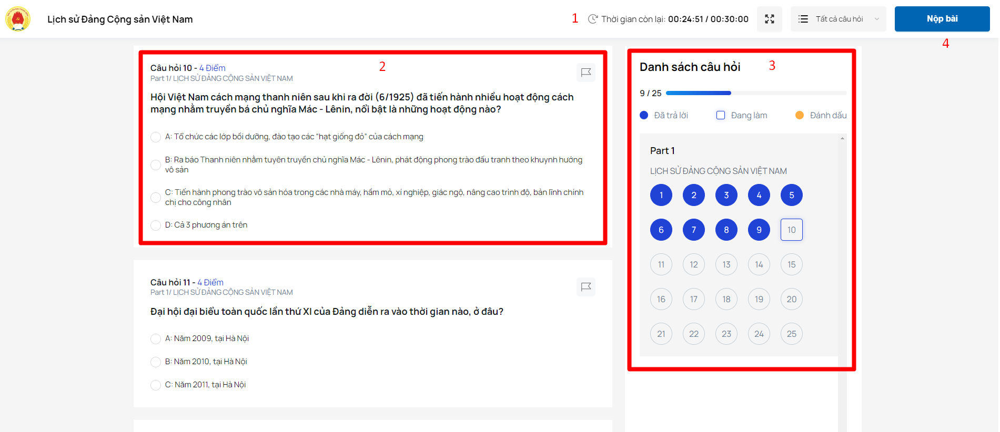 Lịch sử Đảng Cộng sản Việt Nam
1
Thời gian còn lại: 00:24:51 / 00:30:00
Tất cả câu hỏi
Nộp bài
4
Câu hỏi 10 - 4 Điểm
2
Part 1/ LỊCH SỬ ĐẢNG CỘNG SẢN VIỆT NAM
Hội Việt Nam cách mạng thanh niên sau khi ra đời (6/1925) đã tiến hành nhiều hoạt động cách
mạng nhằm truyền bá chủ nghĩa Mác - Lênin, nổi bật là những hoạt động nào?
A: Tổ chức các lớp bồi dưỡng, đào tạo các “hạt giống đỏ” của cách mạng
B: Ra báo Thanh niên nhằm tuyên truyền chủ nghĩa Mác - Lênin, phát động phong trào đấu tranh theo khuynh hướng
vô sản
C: Tiến hành phong trào vô sản hóa trong các nhà máy, hầm mỏ, xí nghiệp, giác ngộ, nâng cao trình độ, bản lĩnh chính
chị cho công nhân
D: Cả 3 phương án trên
Câu hỏi 11 - 4 Điểm
Part 1/ LỊCH SỬ ĐẢNG CỘNG SẢN VIỆT NAM
Đại hội đại biểu toàn quốc lần thứ XI của Đảng diễn ra vào thời gian nào, ở đâu?
A: Năm 2009, tại Hà Nội
B: Năm 2010, tại Hà Nội
C: Năm 2011, tại Hà Nội
Danh sách câu hỏi
3
9 / 25
Đã trả lời
Đang làm
Đánh dấu
Part 1
LỊCH SỬ ĐẢNG CỘNG SẢN VIỆT NAM
1 2 3 4 5
6 7 8 9 10
11 12 13 14 15
16 17 18 19 20
21 22 23 24 25